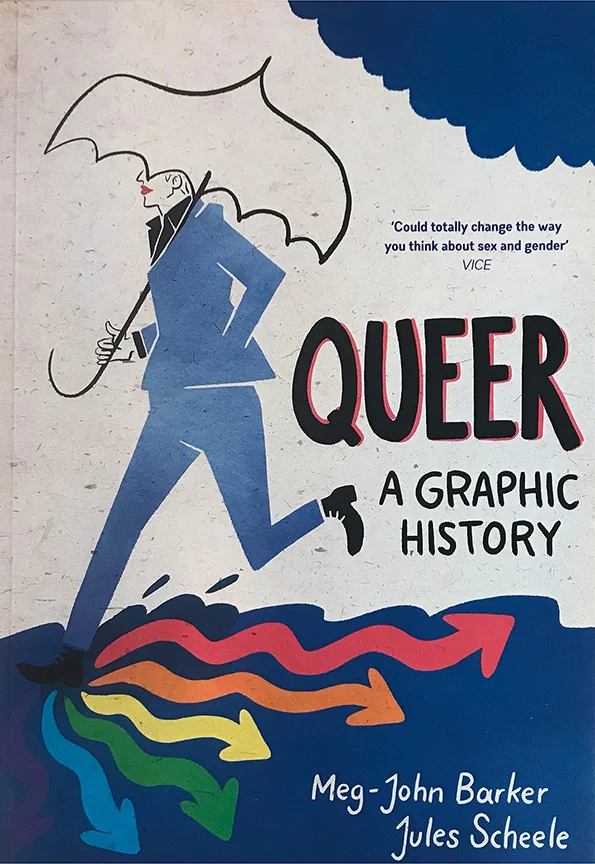 ‘Could totally change the way
you think about sex and gender’
VICE
QUEER
A GRAPHIC
HISTORY
Meg-John Barker
Jules Scheele